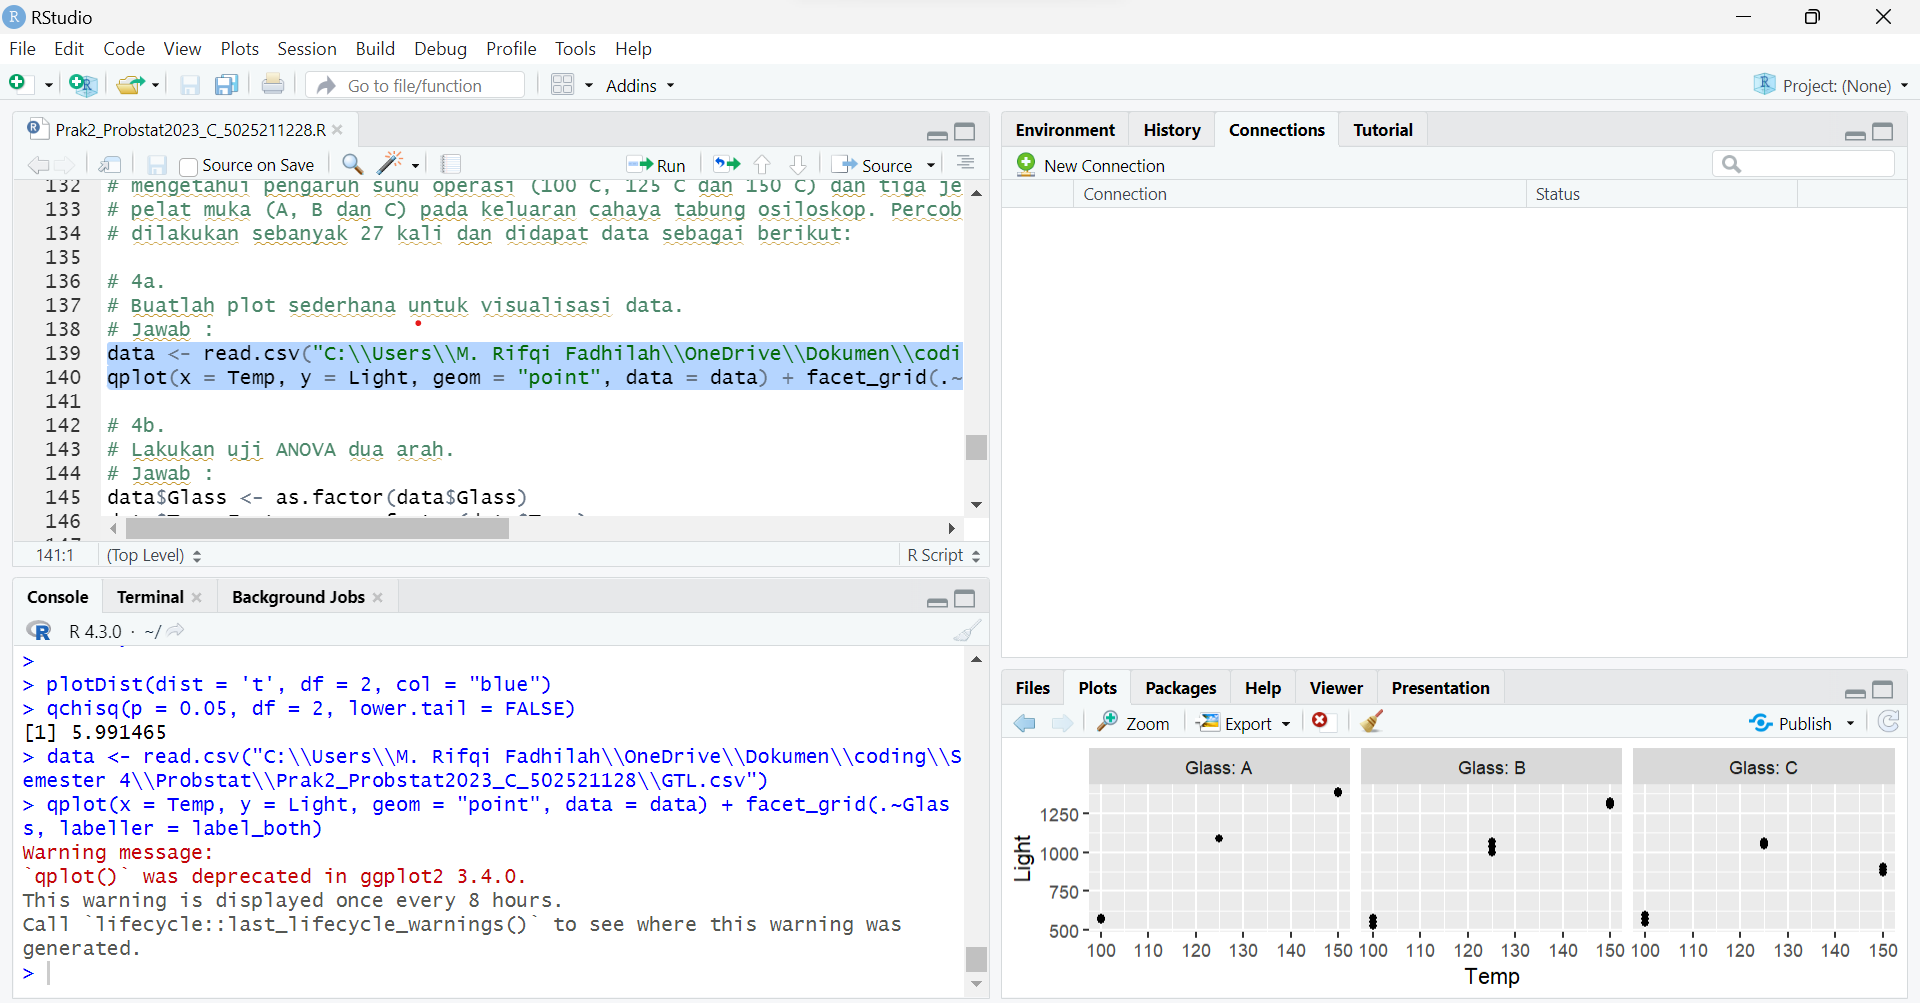 RStudio
File Edit Code View Plots Session Build Debug Profile Tools Help
Go to file/function Addins Project: (None)
Prak2_Probstat2023_C_5025211228.R
Source on Save Run Source
132 # mengetahui pengaruh suhu operasi (100 C, 125 C dan 150 C) dan tiga je
133 # pelat muka (A, B dan C) pada keluaran cahaya tabung osiloskop. Percob
134 # dilakukan sebanyak 27 kali dan didapat data sebagai berikut:
135
136 # 4a.
137 # Buatlah plot sederhana untuk visualisasi data.
138 # Jawab :
139 data <- read.csv("C:\\Users\\M. Rifqi Fadhilah\\OneDrive\\Dokumen\\codi
140 qplot(x = Temp, y = Light, geom = "point", data = data) + facet_grid(.~
141
142 # 4b.
143 # Lakukan uji ANOVA dua arah.
144 # Jawab :
145 data$Glass <- as.factor(data$Glass)
146
141:1 (Top Level) R Script
Console Terminal Background Jobs
R 4.3.0 · ~/
>
> plotDist(dist = 't', df = 2, col = "blue")
> qchisq(p = 0.05, df = 2, lower.tail = FALSE)
[1] 5.991465
> data <- read.csv("C:\\Users\\M. Rifqi Fadhilah\\OneDrive\\Dokumen\\coding\\S
emester 4\\Probstat\\Prak2_Probstat2023_C_502521128\\GTL.csv")
> qplot(x = Temp, y = Light, geom = "point", data = data) + facet_grid(.~Glas
s, labeller = label_both)
Warning message:
`qplot()` was deprecated in ggplot2 3.4.0.
This warning is displayed once every 8 hours.
Call `lifecycle::last_lifecycle_warnings()` to see where this warning was
generated.
>
Environment History Connections Tutorial
New Connection
Connection Status
Files Plots Packages Help Viewer Presentation
Zoom Export Publish
Glass: A Glass: B Glass: C
1250
1000
750
500
Light
100 110 120 130 140 150 100 110 120 130 140 150 100 110 120 130 140 150
Temp